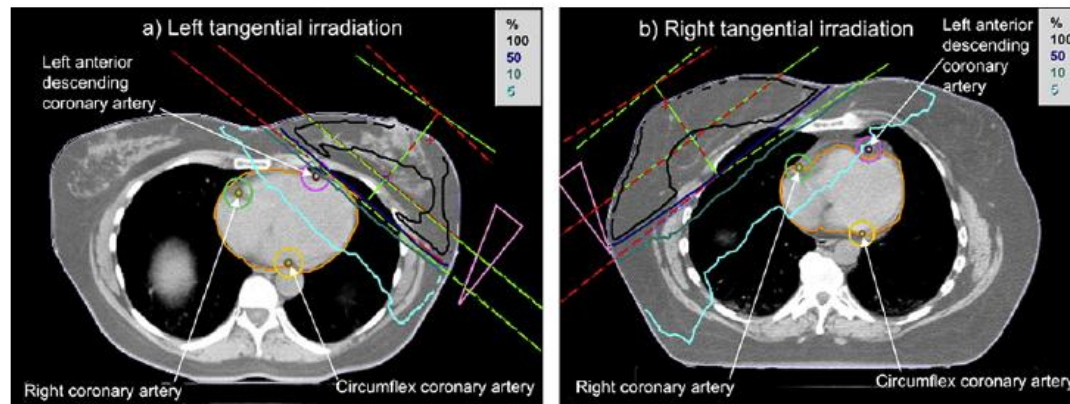 a) Left tangential irradiation
%
100
50
10
5
Left anterior
descending
coronary
artery
Right coronary artery
Circumflex coronary artery
b) Right tangential irradiation
Left anterior
descending
coronary
artery
%
100
50
10
5
Right coronary
artery
Circumflex coronary artery